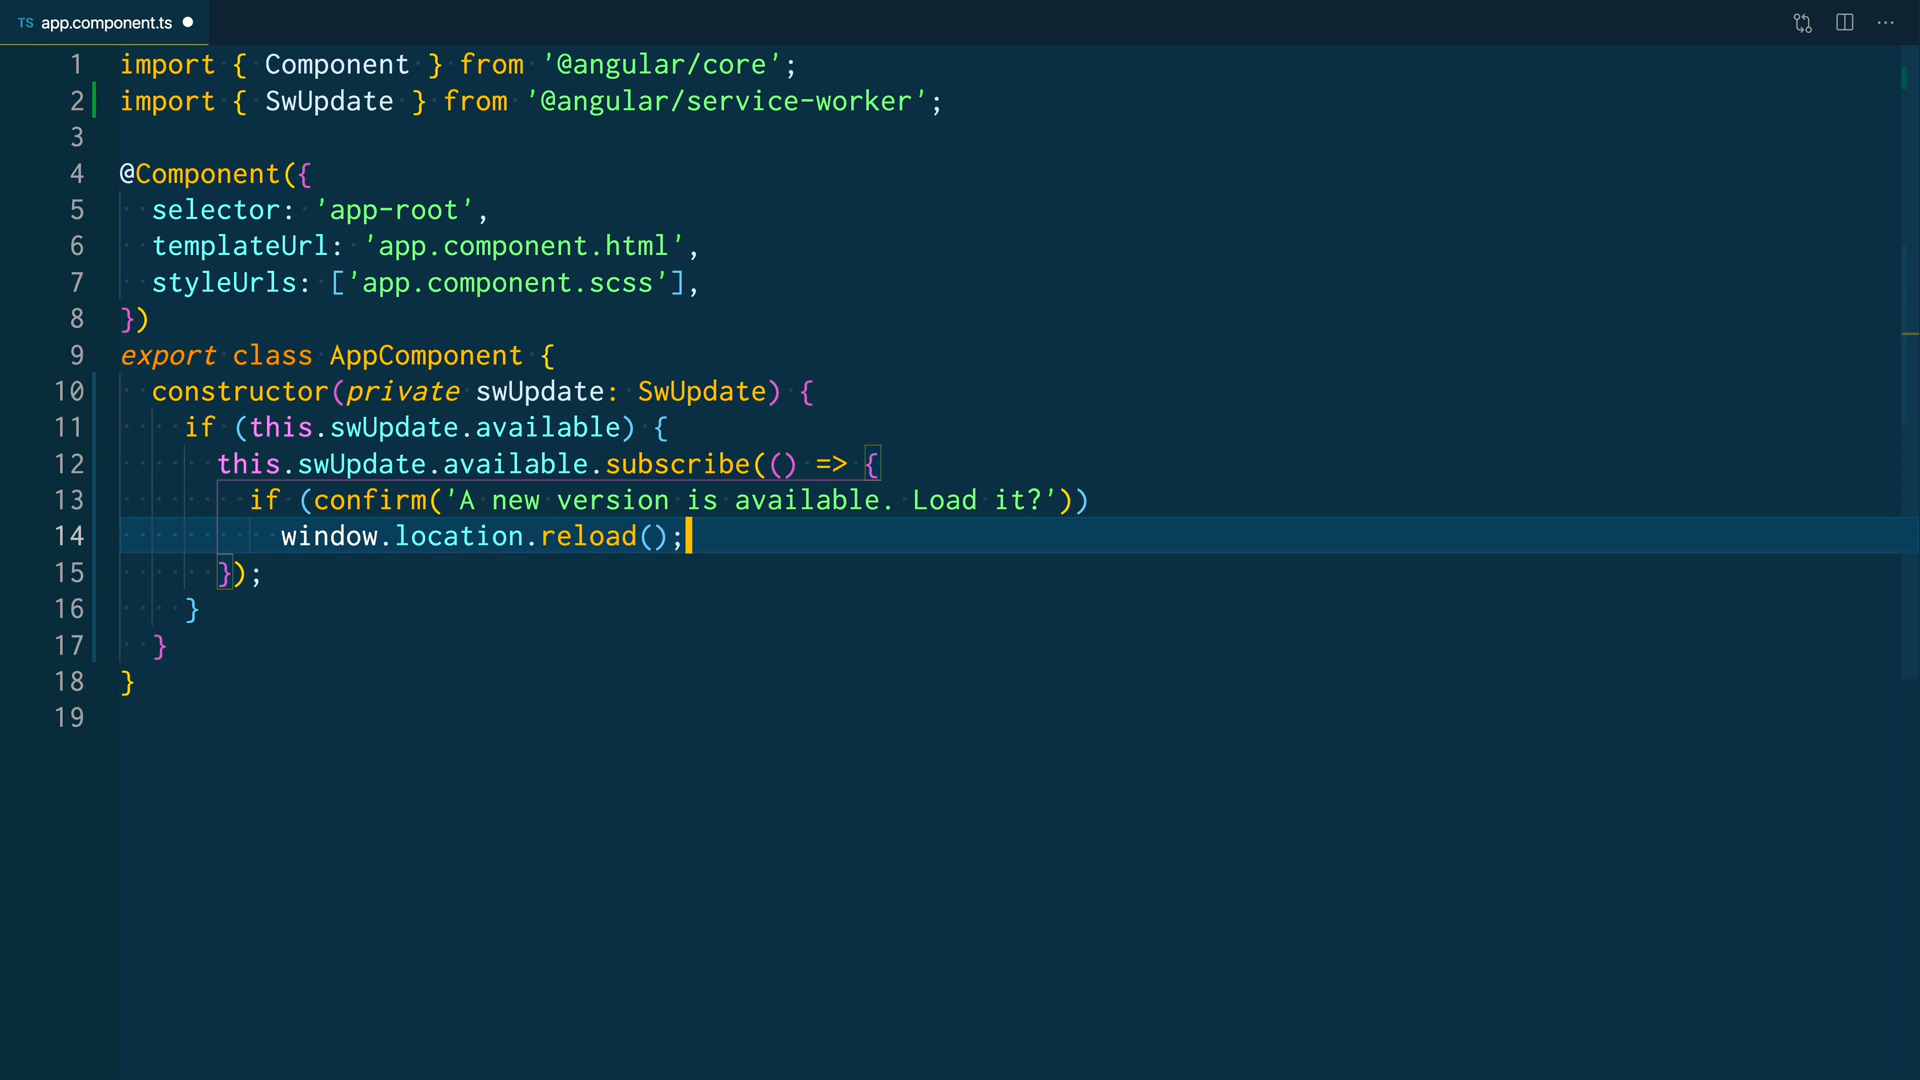 TS app.component.ts
1 import { Component } from '@angular/core';
2 import { SwUpdate } from '@angular/service-worker';
3
4 @Component({
5 selector: 'app-root',
6 templateUrl: 'app.component.html',
7 styleUrls: ['app.component.scss'],
8 })
9 export class AppComponent {
10 constructor(private swUpdate: SwUpdate) {
11 if (this.swUpdate.available) {
12 this.swUpdate.available.subscribe(() => {
13 if (confirm('A new version is available. Load it?'))
14 window.location.reload();
15 });
16 }
17 }
18 }
19